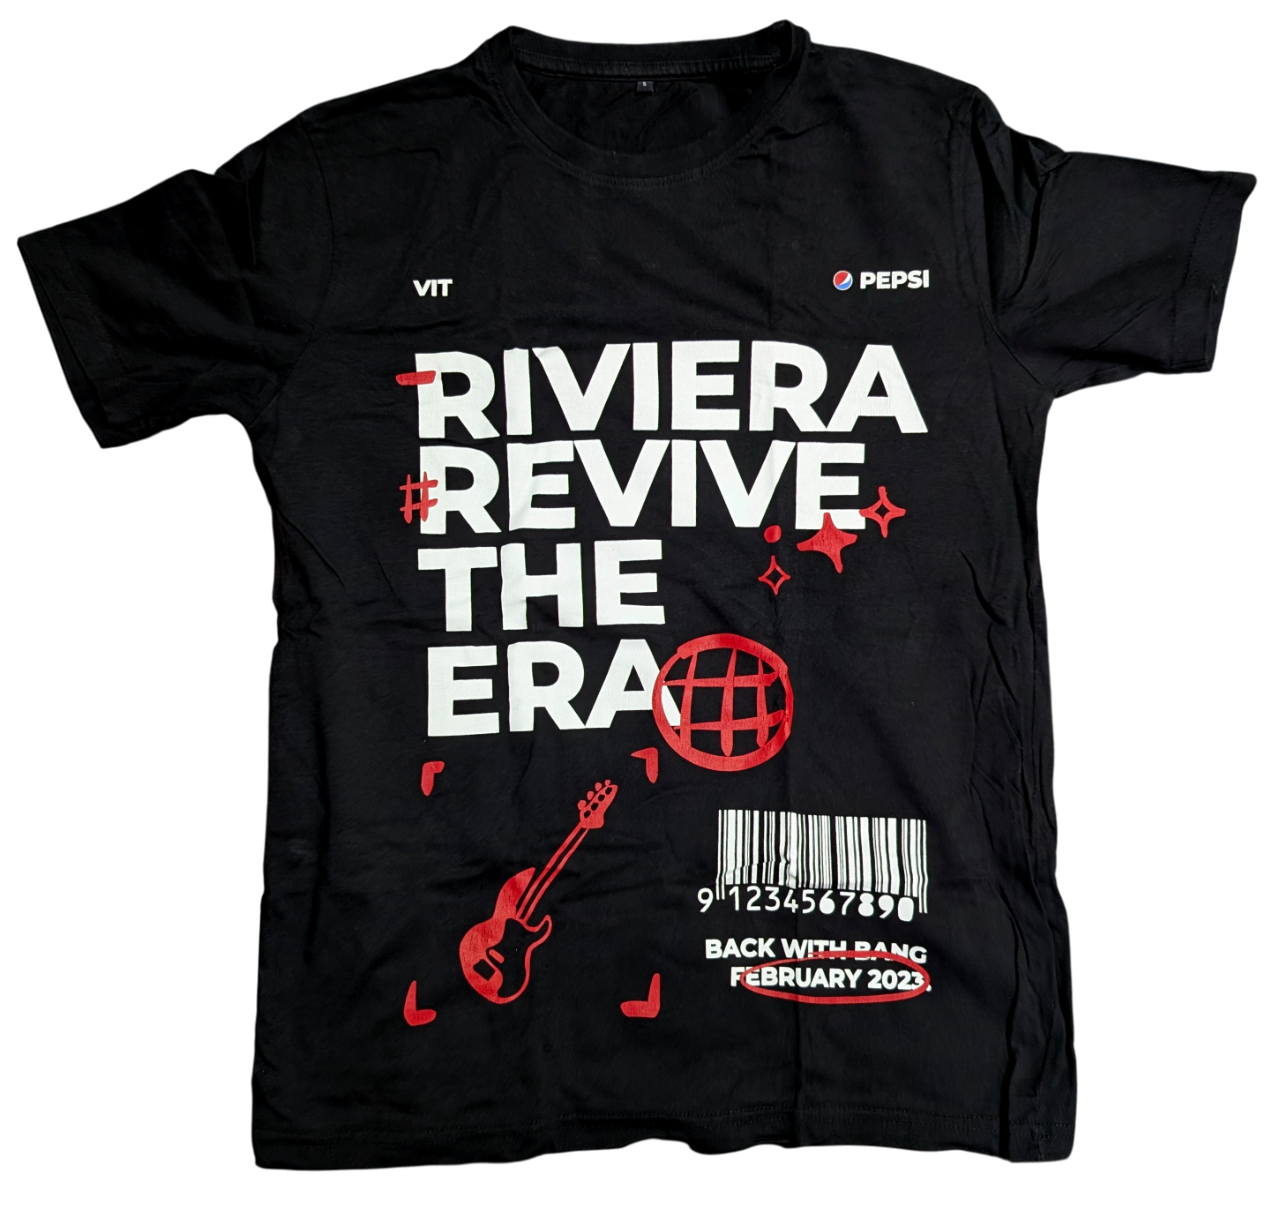 S
VIT
PEPSI
RIVIERA
#REVIVE
THE
ERA
9 1234567890
BACK WITH BANG
FEBRUARY 2023.